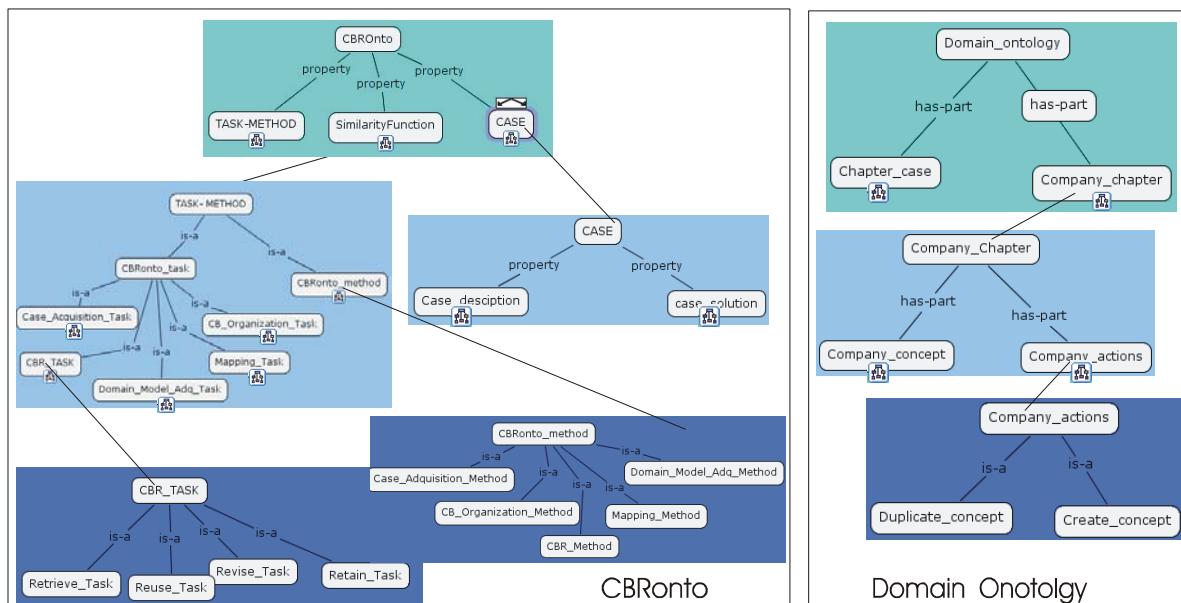 CBROnto
property
property
property
TASK-METHOD
SimilarityFunction
CASE
TASK-METHOD
is-a
is-a
CBRonto_task
CBRonto_method
is-a
is-a
Case_Acquisition_Task
CB_Organization_Task
is-a
is-a
is-a
CBR_TASK
Mapping_Task
Domain_Model_Adq_Task
CASE
property
property
Case_desciption
case_solution
CBRonto_method
is-a
is-a
is-a
is-a
is-a
Case_Adquisition_Method
Domain_Model_Adq_Method
CB_Organization_Method
Mapping_Method
CBR_Method
CBR_TASK
is-a
is-a
is-a
is-a
Retrieve_Task
Reuse_Task
Revise_Task
Retain_Task
CBRonto
Domain_ontology
has-part
has-part
Chapter_case
Company_chapter
Company_Chapter
has-part
has-part
Company_concept
Company_actions
Company_actions
is-a
is-a
Duplicate_concept
Create_concept
Domain Onotolgy